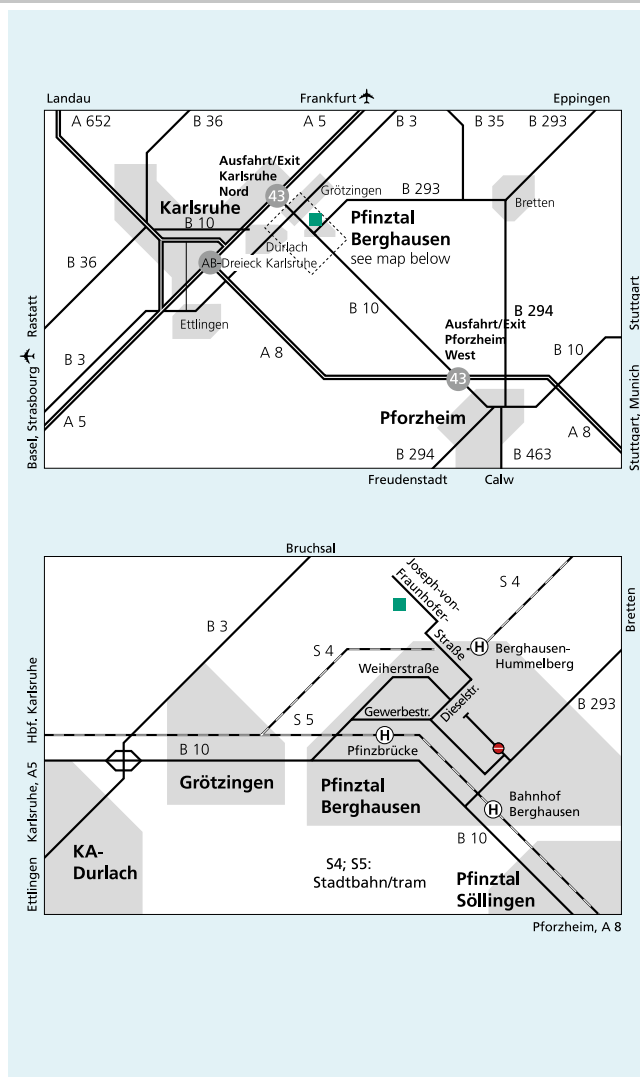 Landau
Frankfurt
Eppingen
A 652
B 36
A 5
B 3
B 35
B 293
Ausfahrt/Exit
Karlsruhe
Nord
43
Grötzingen
B 293
Karlsruhe
Bretten
B 10
Pfinztal
Berghausen
see map below
Durlach
AB-Dreieck Karlsruhe
B 36
B 10
B 294
Ettlingen
Ausfahrt/Exit
Pforzheim
West
B 3
A 8
B 10
43
A 5
Pforzheim
A 8
B 294
B 463
Freudenstadt
Calw
Basel, Strasbourg
Rastatt
Stuttgart
Stuttgart, Munich
Bruchsal
Joseph-von-
Fraunhofer-
Straße
S 4
B 3
S 4
H
Berghausen-
Hummelberg
Weiherstraße
Dieselstr.
B 293
S 5
Gewerbestr.
H
Pfinzbrücke
B 10
Grötzingen
Pfinztal
Berghausen
H
Bahnhof
Berghausen
B 10
KA-
Durlach
S4; S5:
Stadtbahn/tram
Pfinztal
Söllingen
Hbf. Karlsruhe
Karlsruhe, A5
Ettlingen
Bretten
Pforzheim, A 8